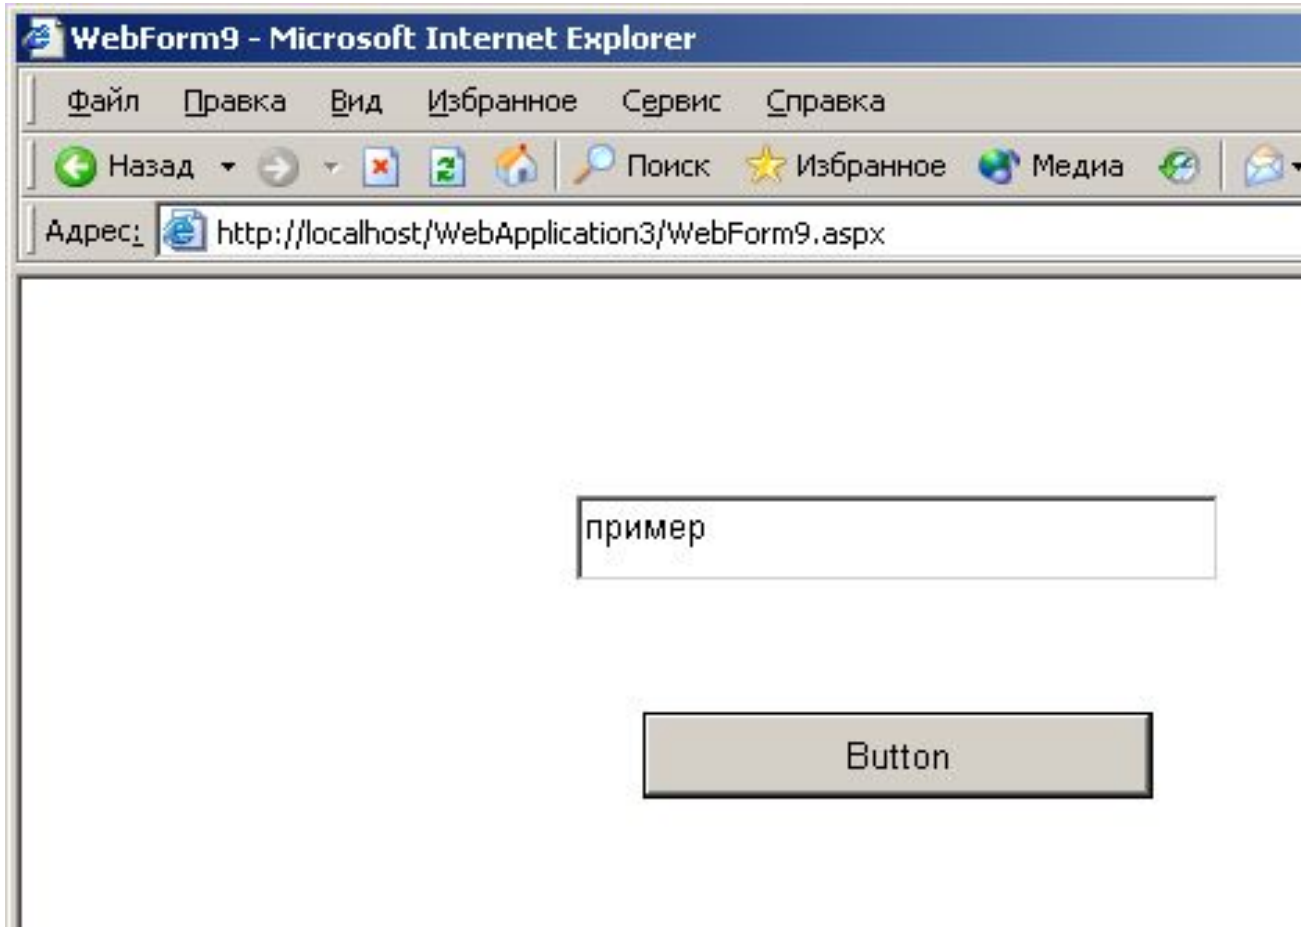 WebForm9 - Microsoft Internet Explorer
Файл Правка Вид Избранное Сервис Справка
Назад Поиск Избранное Медиа
Адрес: http://localhost/WebApplication3/WebForm9.aspx
пример
Button